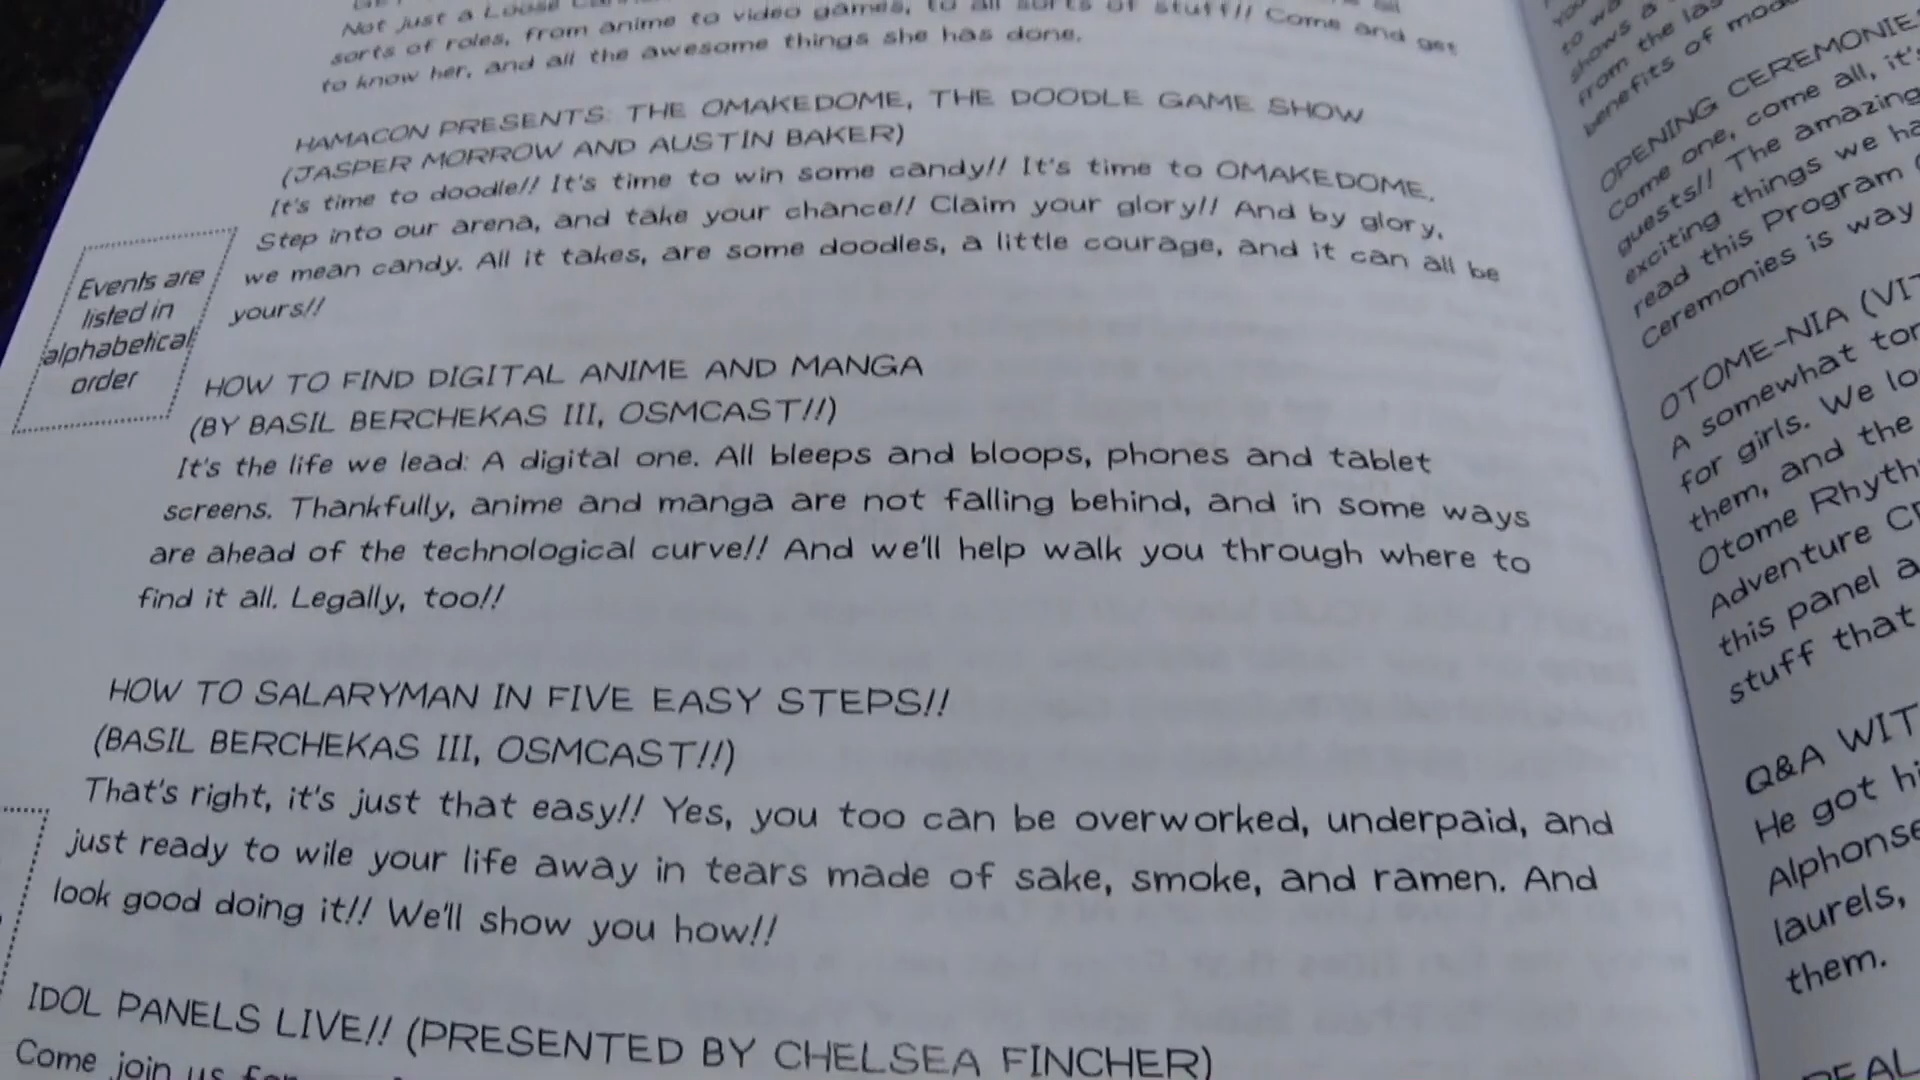 Not just a Loose
sorts of roles, from anime to video games, to all sorts of stuff!! Come and get
to know her, and all the awesome things she has done.
HAMACON PRESENTS: THE OMAKEDOME, THE DOODLE GAME SHOW
(JASPER MORROW AND AUSTIN BAKER)
It's time to doodle!! It's time to win some candy!! It's time to OMAKEDOME.
Step into our arena, and take your chance!! Claim your glory!! And by glory,
we mean candy. All it takes, are some doodles, a little courage, and it can all be
yours!!
Events are
listed in
alphabetical
order
HOW TO FIND DIGITAL ANIME AND MANGA
(BY BASIL BERCHEKAS III, OSMCAST!!)
It's the life we lead: A digital one. All bleeps and bloops, phones and tablet
screens. Thankfully, anime and manga are not falling behind, and in some ways
are ahead of the technological curve!! And we'll help walk you through where to
find it all. Legally, too!!
HOW TO SALARYMAN IN FIVE EASY STEPS!!
(BASIL BERCHEKAS III, OSMCAST!!)
That's right, it's just that easy!! Yes, you too can be overworked, underpaid, and
just ready to wile your life away in tears made of sake, smoke, and ramen. And
look good doing it!! We'll show you how!!
IDOL PANELS LIVE!! (PRESENTED BY CHELSEA FINCHER)
Come join us for
shows a
from the las
benefits of mod
OPENING CEREMONIE
Come one, come all, it's
guests!! The amazing
exciting things we ha
read this Program
Ceremonies is way
OTOME-NIA (VI
A somewhat tor
for girls. We lo
them, and the
Otome Rhyth
Adventure C
this panel a
stuff that
Q&A WIT
He got hi
Alphonse
laurels,
them.